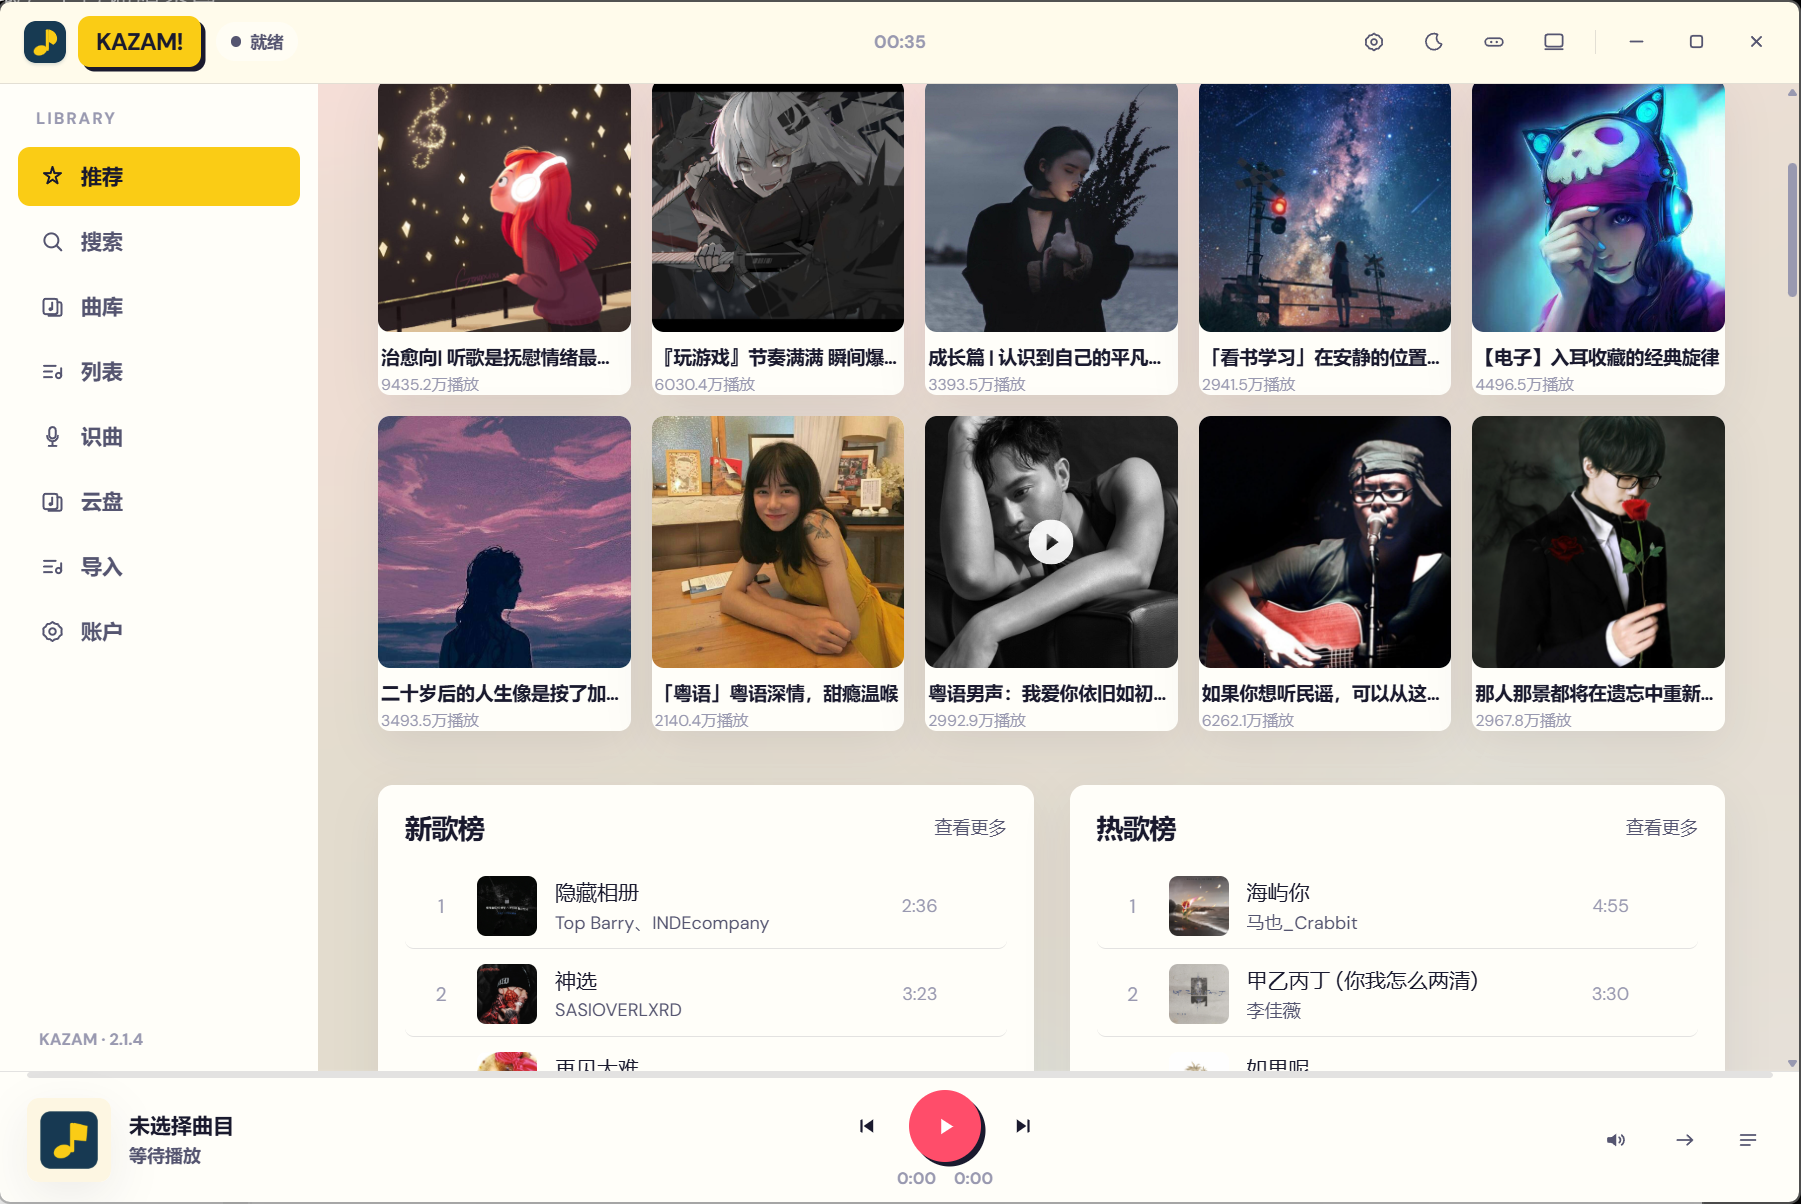 KAZAM!
就绪
00:35
LIBRARY
推荐
搜索
曲库
列表
识曲
云盘
导入
账户
KAZAM · 2.1.4
治愈向| 听歌是抚慰情绪最...
9435.2万播放
『玩游戏』节奏满满 瞬间爆...
6030.4万播放
成长篇 | 认识到自己的平凡...
3393.5万播放
「看书学习」在安静的位置...
2941.5万播放
【电子】入耳收藏的经典旋律
4496.5万播放
二十岁后的人生像是按了加...
3493.5万播放
「粤语」粤语深情，甜瘾温喉
2140.4万播放
粤语男声：我爱你依旧如初...
2992.9万播放
如果你想听民谣，可以从这...
6262.1万播放
那人那景都将在遗忘中重新...
2967.8万播放
新歌榜
查看更多
1
隐藏相册
Top Barry、INDEcompany
2:36
2
神选
SASIOVERLXRD
3:23
热歌榜
查看更多
1
海屿你
马也_Crabbit
4:55
2
甲乙丙丁 (你我怎么两清)
李佳薇
3:30
如果呢
未选择曲目
等待播放
0:00
0:00